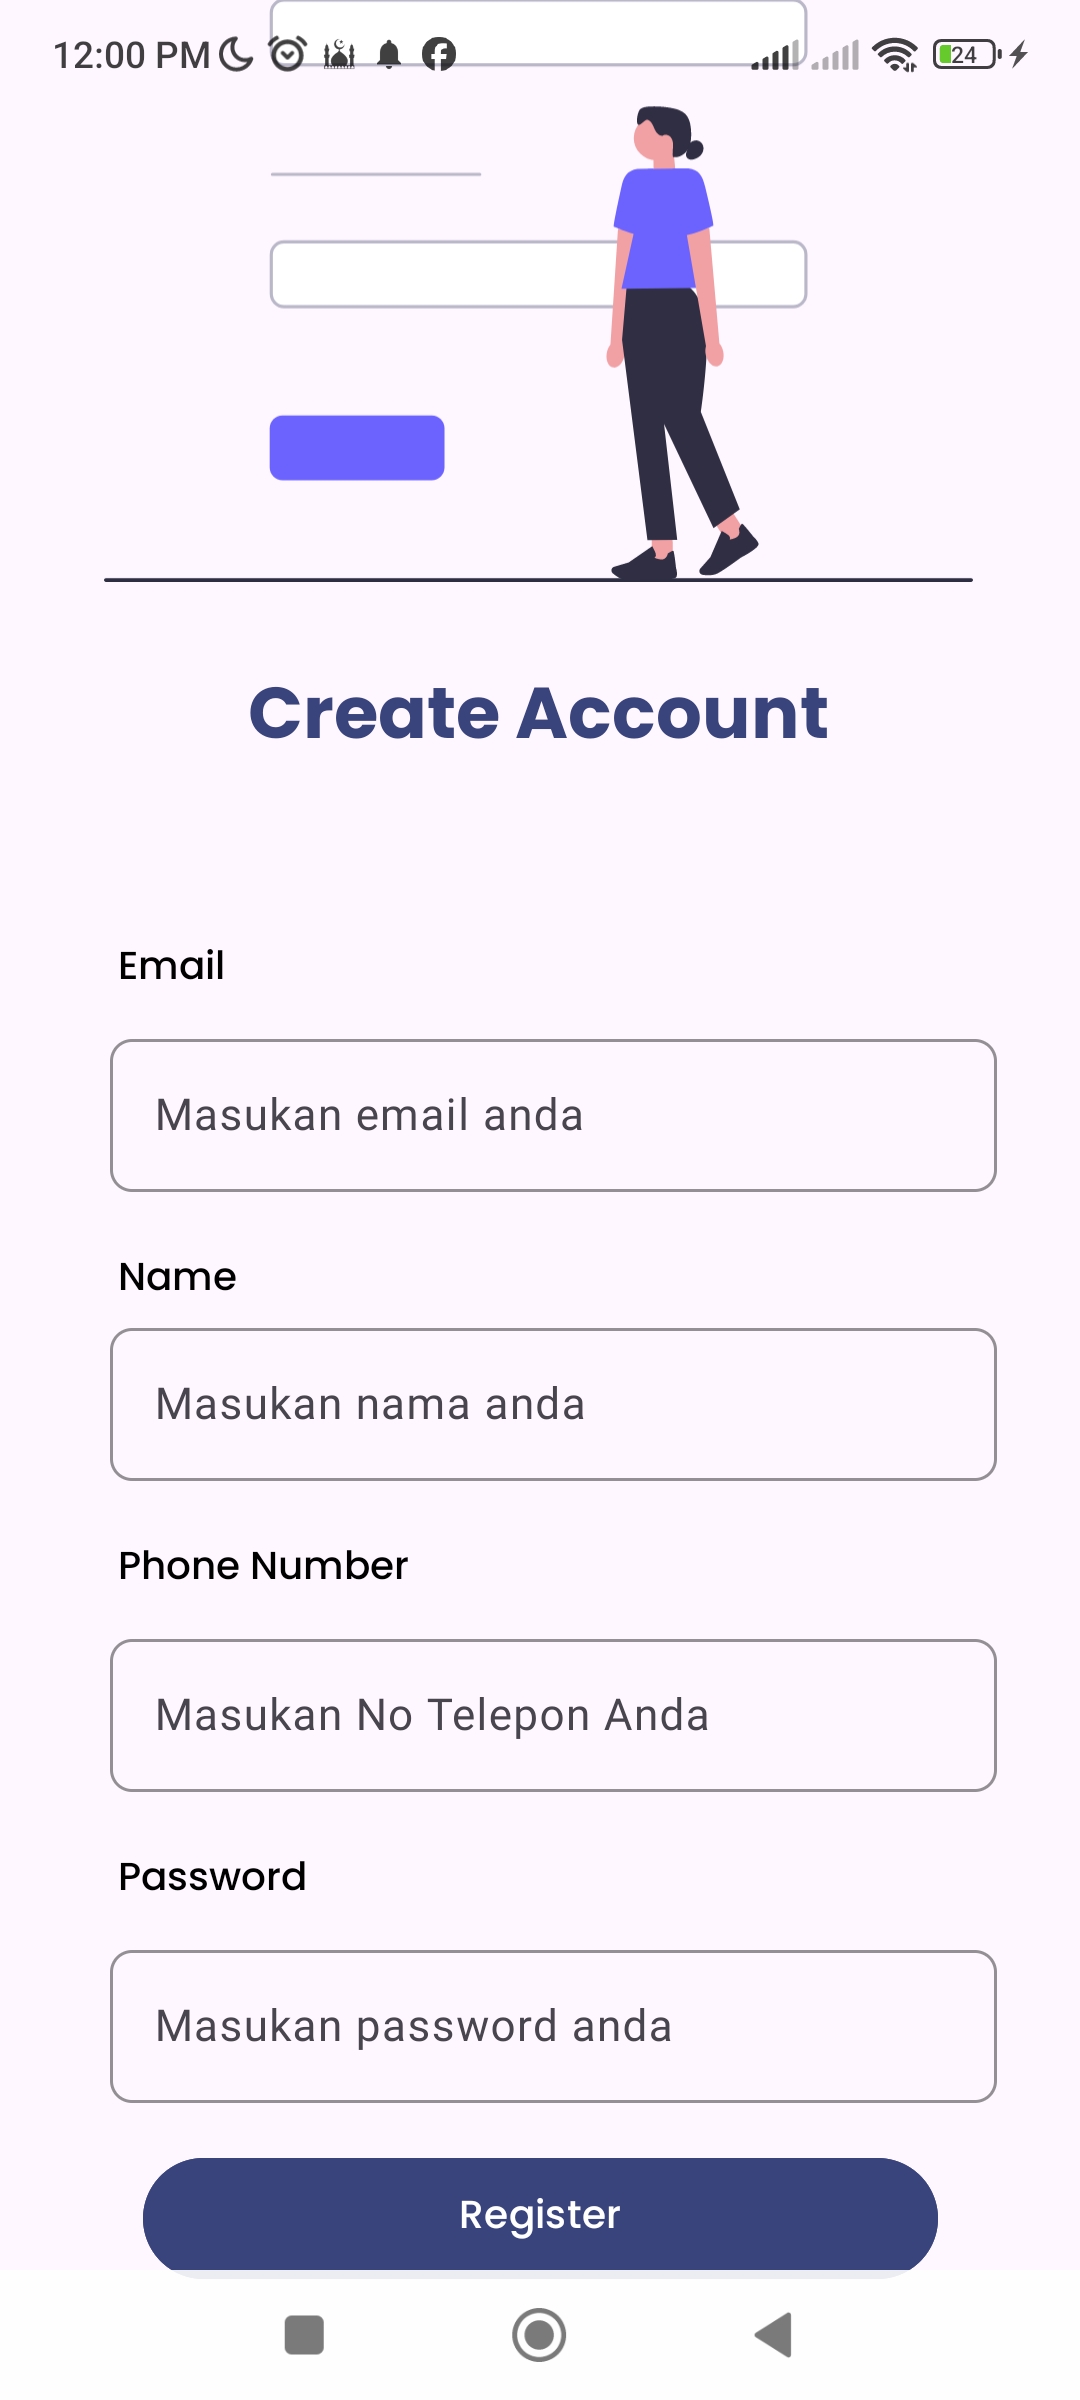 12:00 PM
24
Create Account
Email
Masukan email anda
Name
Masukan nama anda
Phone Number
Masukan No Telepon Anda
Password
Masukan password anda
Register